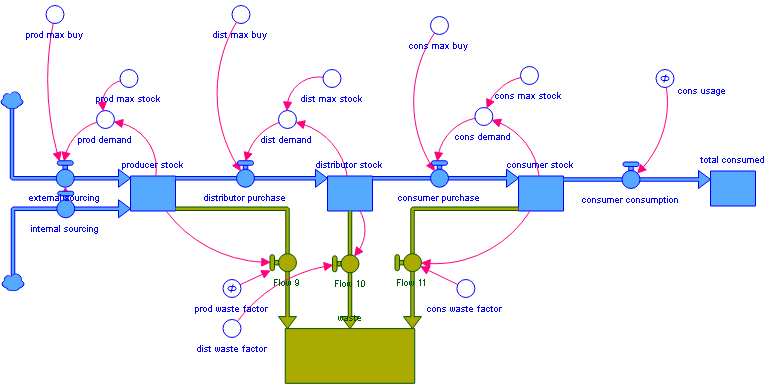 prod max buy
dist max buy
cons max buy
prod max stock
dist max stock
cons max stock
cons usage
prod demand
dist demand
cons demand
producer stock
distributor stock
consumer stock
total consumed
external sourcing
distributor purchase
consumer purchase
consumer consumption
internal sourcing
Flow 9
Flow 10
Flow 11
prod waste factor
cons waste factor
waste
dist waste factor